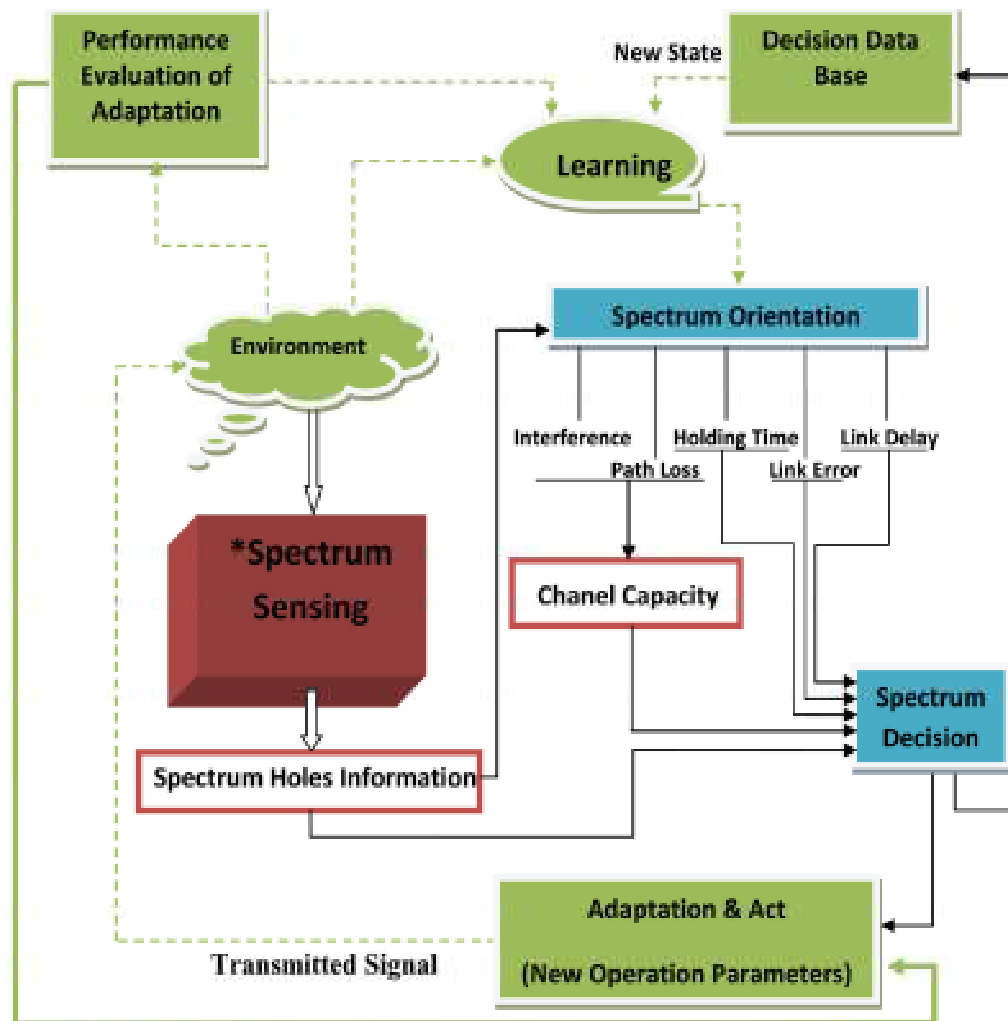 Performance
Evaluation of
Adaptation
New State
Decision Data
Base
Learning
Spectrum Orientation
Environment
Interference
Holding Time
Link Delay
Path Loss
Link Error
*Spectrum
Sensing
Chanel Capacity
Spectrum
Decision
Spectrum Holes Information
Adaptation & Act
(New Operation Parameters)
Transmitted Signal